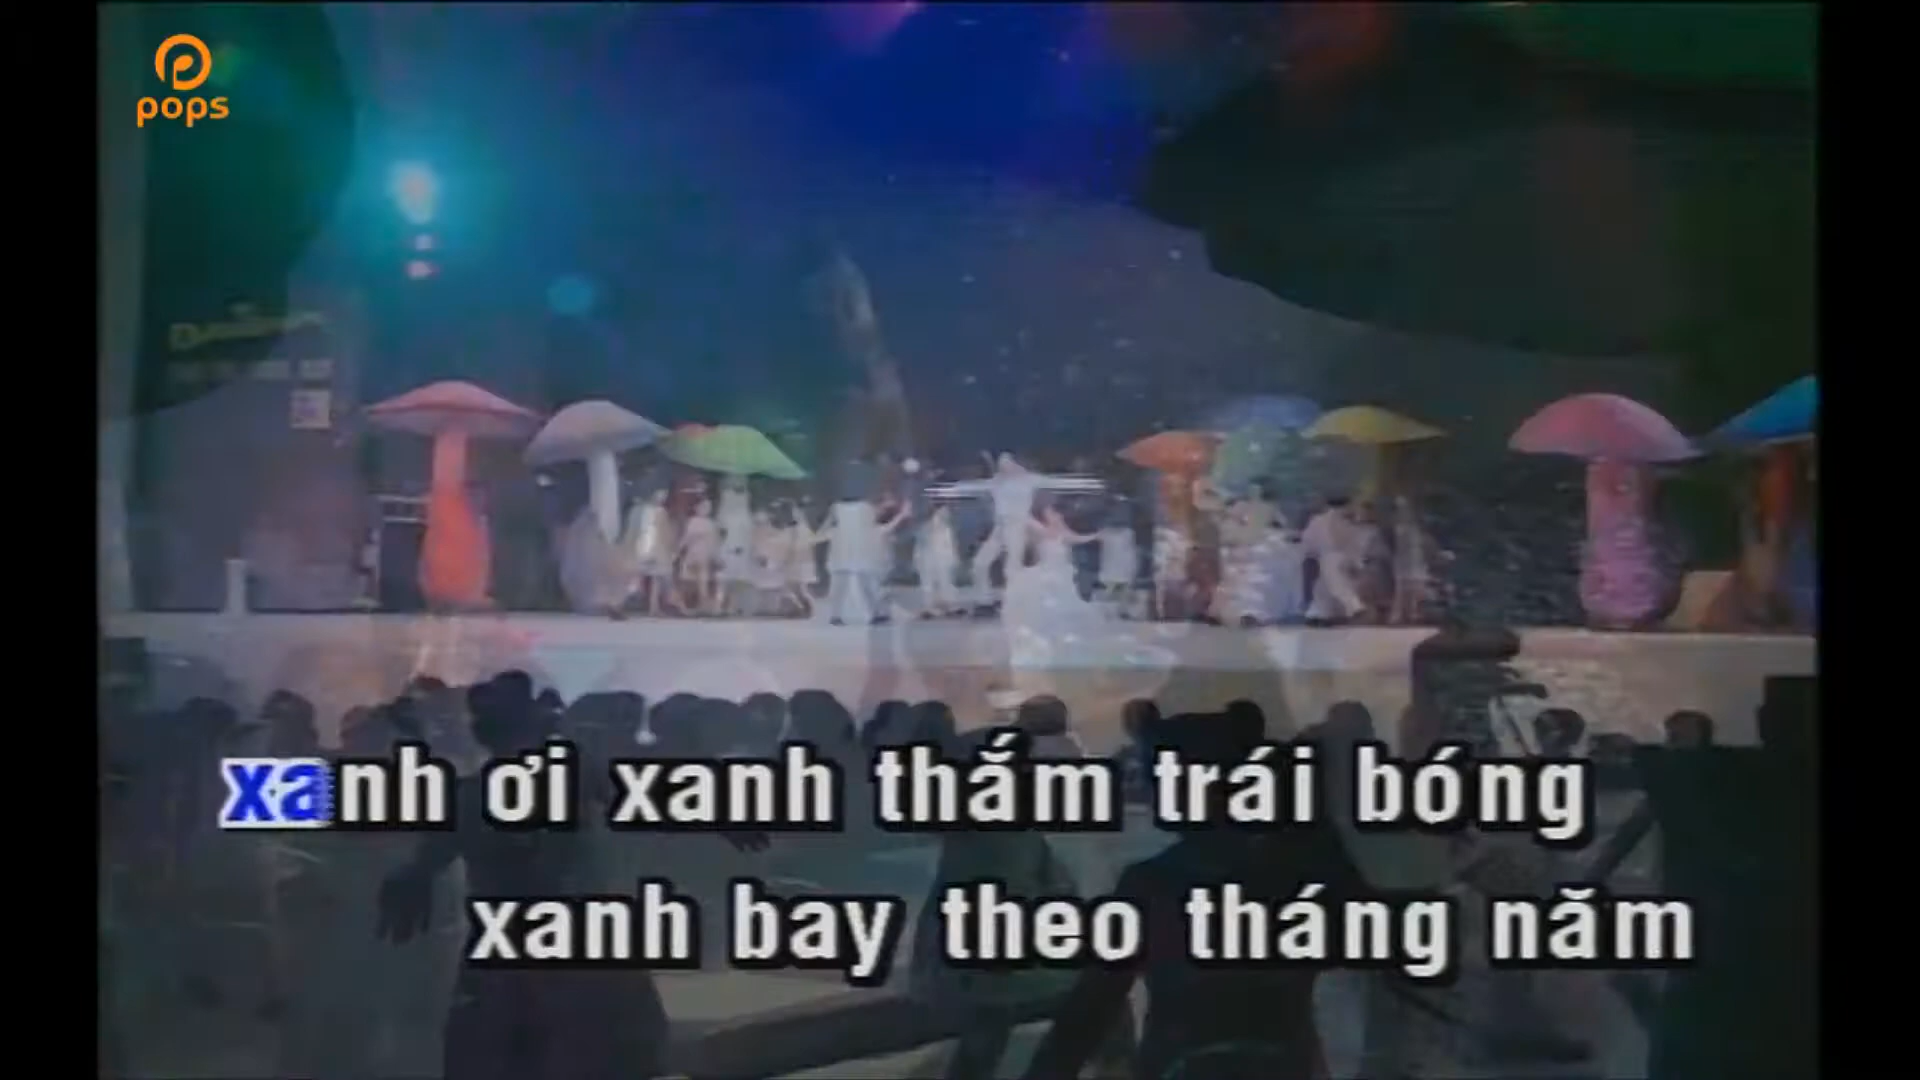 pops
xanh ơi xanh thắm trái bóng
xanh bay theo tháng năm